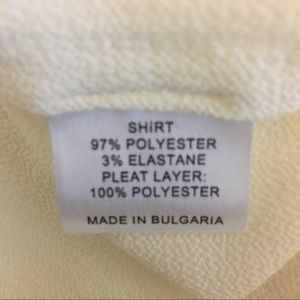 SHiRT
97% POLYESTER
3% ELASTANE
PLEAT LAYER:
100% POLYESTER
MADE IN BULGARIA